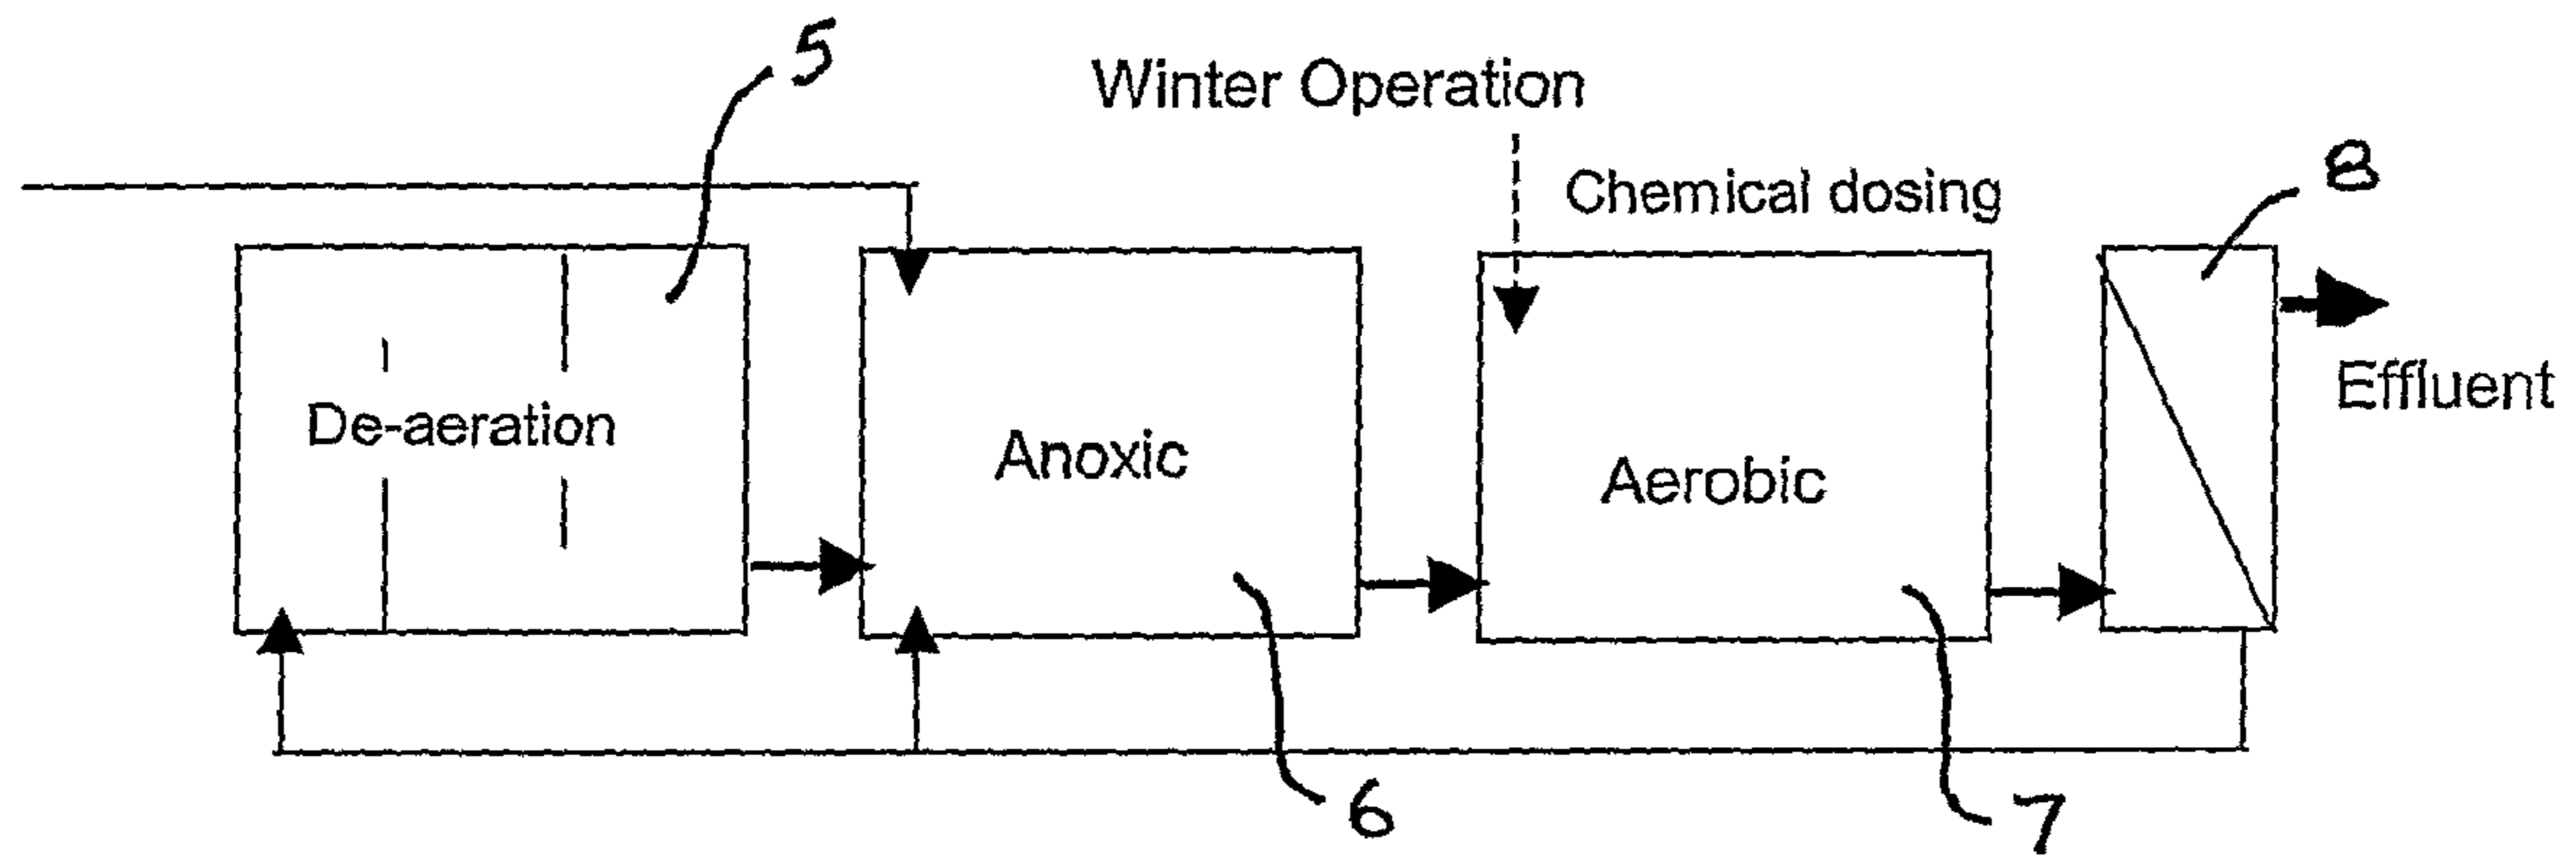 5
Winter Operation
8
Chemical dosing
Effluent
De-aeration
Anoxic
Aerobic
6
7